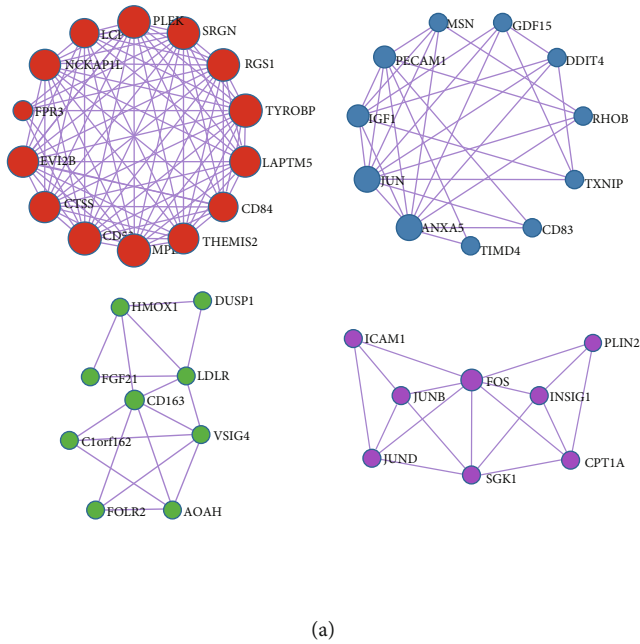 PLEK
SRGN
NCKAP1L
RGS1
FPR3
TYROBP
EVI2B
LAPTM5
CTSS
CD84
THEMIS2
MSN
GDF15
PECAM1
DDIT4
IGF1
RHOB
JUN
TXNIP
ANXA5
CD83
TIMD4
HMOX1
DUSP1
FGF21
LDLR
CD163
C1orf162
VSIG4
FOLR2
AOAH
ICAM1
PLIN2
FOS
JUNB
INSIG1
JUND
CPT1A
SGK1
(a)